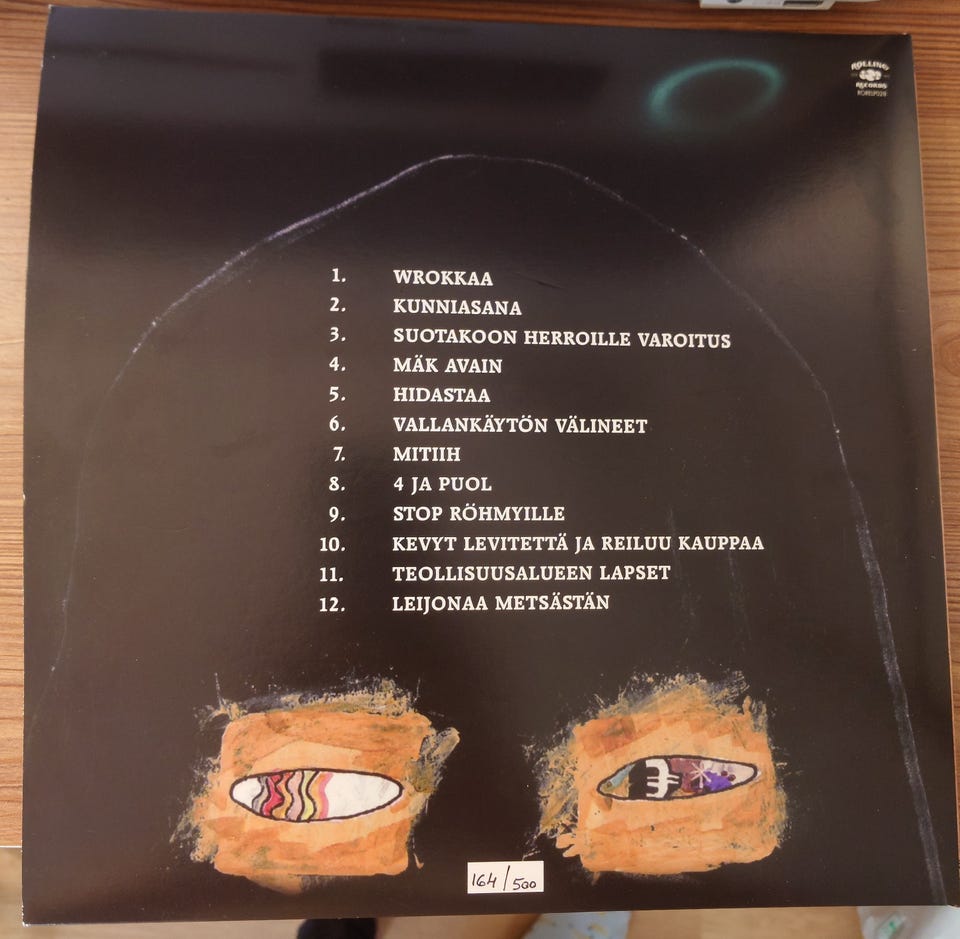 ROLLING
RECORDS
1. WROKKAA
2. KUNNIASANA
3. SUOTAKOON HERROILLE VAROITUS
4. MÄK AVAIN
5. HIDASTAA
6. VALLANKÄYTÖN VÄLINEET
7. MITIIH
8. 4 JA PUOL
9. STOP RÖHMYILLE
10. KEVYT LEVITETTÄ JA REILUU KAUPPAA
11. TEOLLISUUSALUEEN LAPSET
12. LEIJONAA METSÄSTÄN
164/500